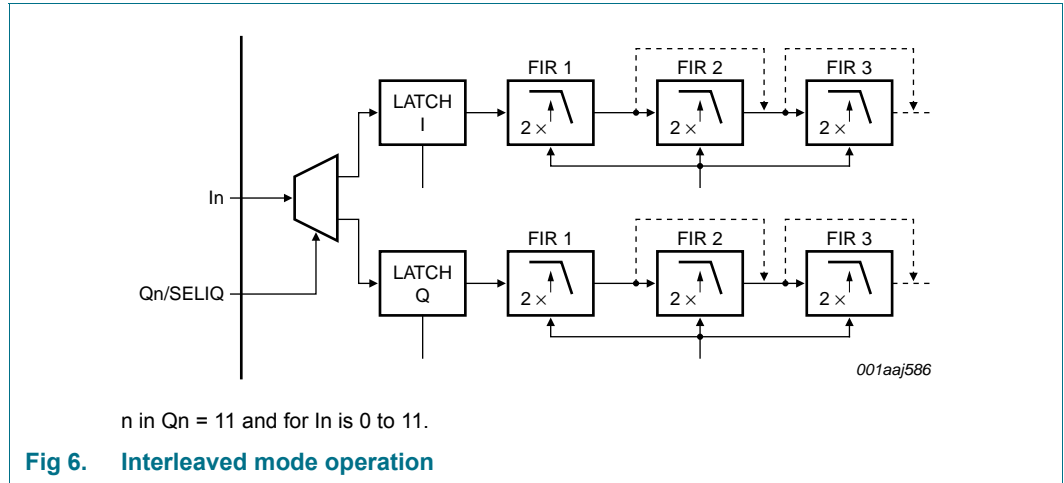 FIR 1 FIR 2 FIR 3
LATCH
I
2 × 2 × 2 ×
In
FIR 1 FIR 2 FIR 3
LATCH
Q
2 × 2 × 2 ×
Qn/SELIQ
001aaj586
n in Qn = 11 and for In is 0 to 11.
Fig 6. Interleaved mode operation